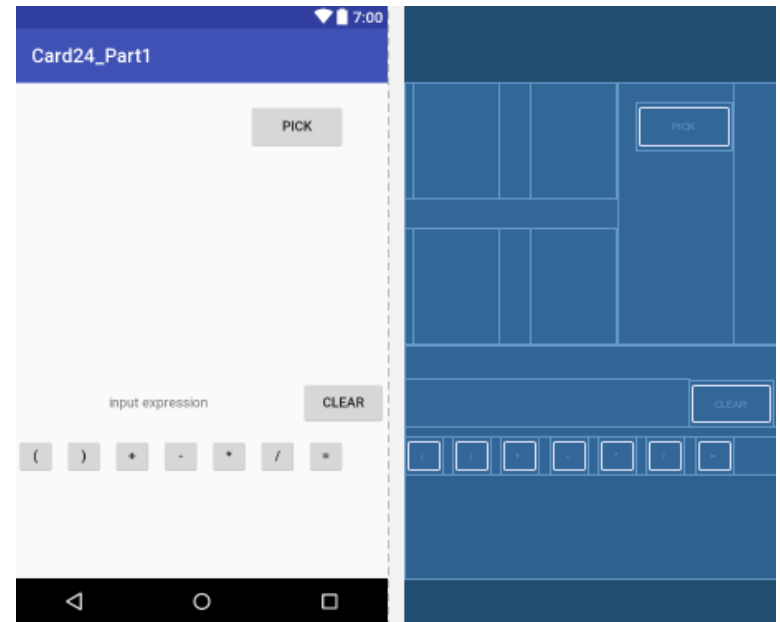 7:00
Card24_Part1
PICK
PICK
input expression
CLEAR
CLEAR
( ) + - * / =
( ) + - * / =